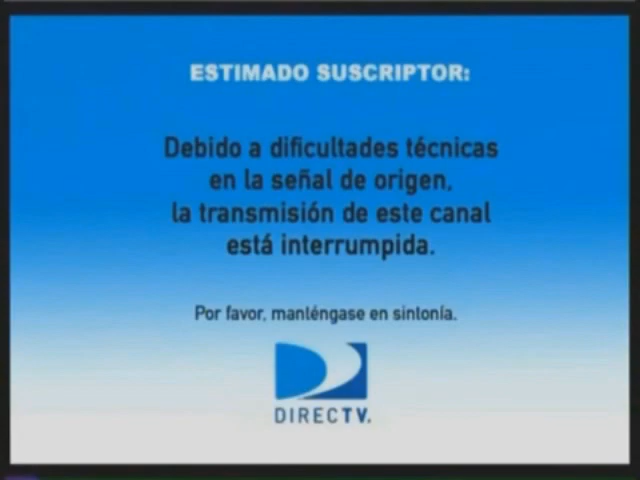 ESTIMADO SUSCRIPTOR:
Debido a dificultades técnicas
en la señal de origen,
la transmisión de este canal
está interrumpida.
Por favor, manténgase en sintonía.
DIRECTV.